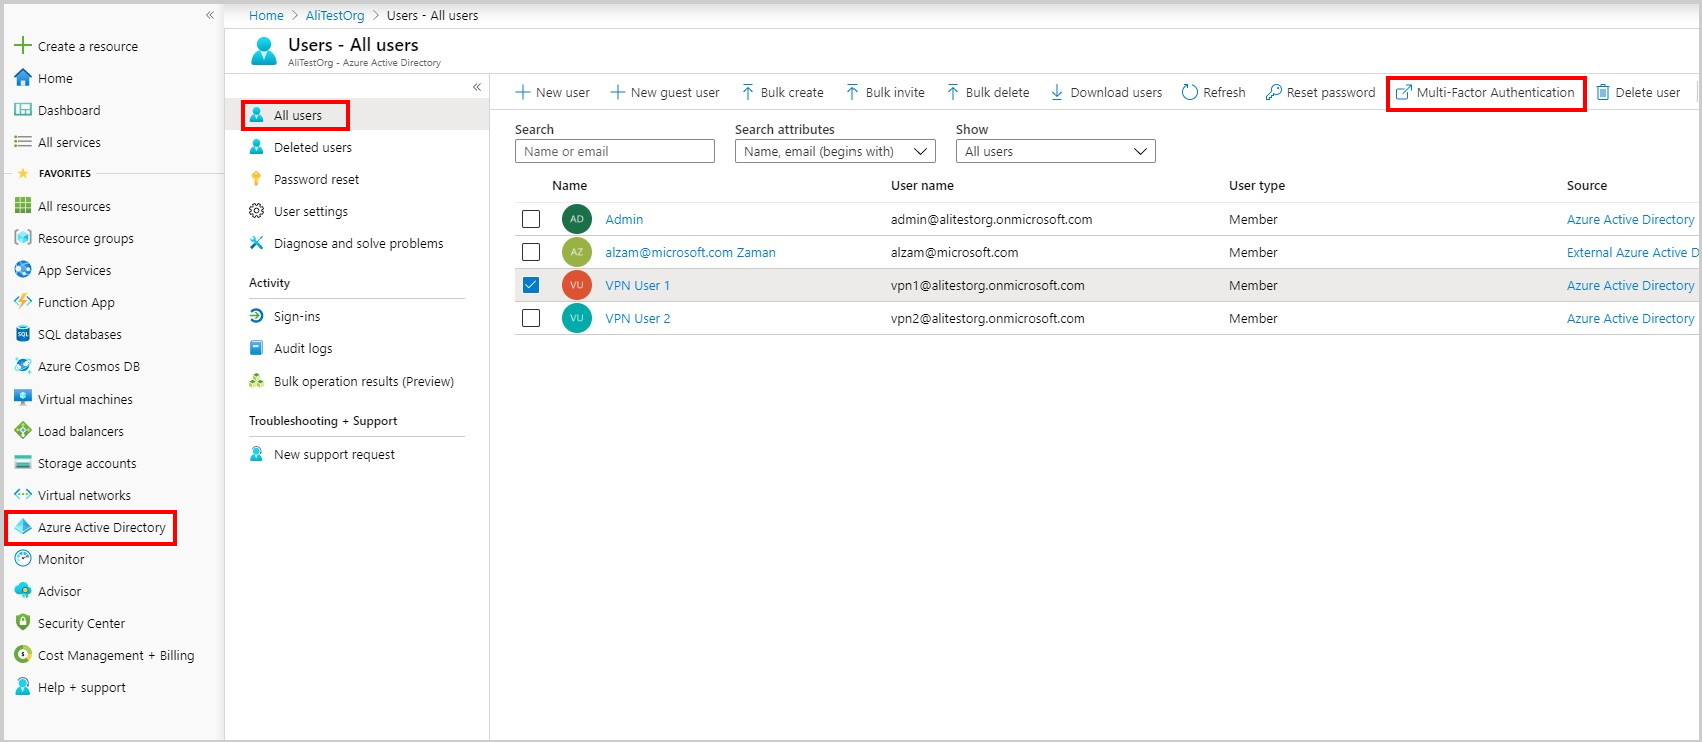 Home > AliTestOrg > Users - All users
Users - All users
AliTestOrg - Azure Active Directory
Create a resource
Home
Dashboard
All services
FAVORITES
All resources
Resource groups
App Services
Function App
SQL databases
Azure Cosmos DB
Virtual machines
Load balancers
Storage accounts
Virtual networks
Azure Active Directory
Monitor
Advisor
Security Center
Cost Management + Billing
Help + support
All users
Deleted users
Password reset
User settings
Diagnose and solve problems
Activity
Sign-ins
Audit logs
Bulk operation results (Preview)
Troubleshooting + Support
New support request
New user New guest user Bulk create Bulk invite Bulk delete Download users Refresh Reset password Multi-Factor Authentication Delete user
Search Search attributes Show
Name or email Name, email (begins with) All users
Name User name User type Source
AD Admin admin@alitestorg.onmicrosoft.com Member Azure Active Directory
AZ alzam@microsoft.com Zaman alzam@microsoft.com Member External Azure Active D
VU VPN User 1 vpn1@alitestorg.onmicrosoft.com Member Azure Active Directory
VU VPN User 2 vpn2@alitestorg.onmicrosoft.com Member Azure Active Directory